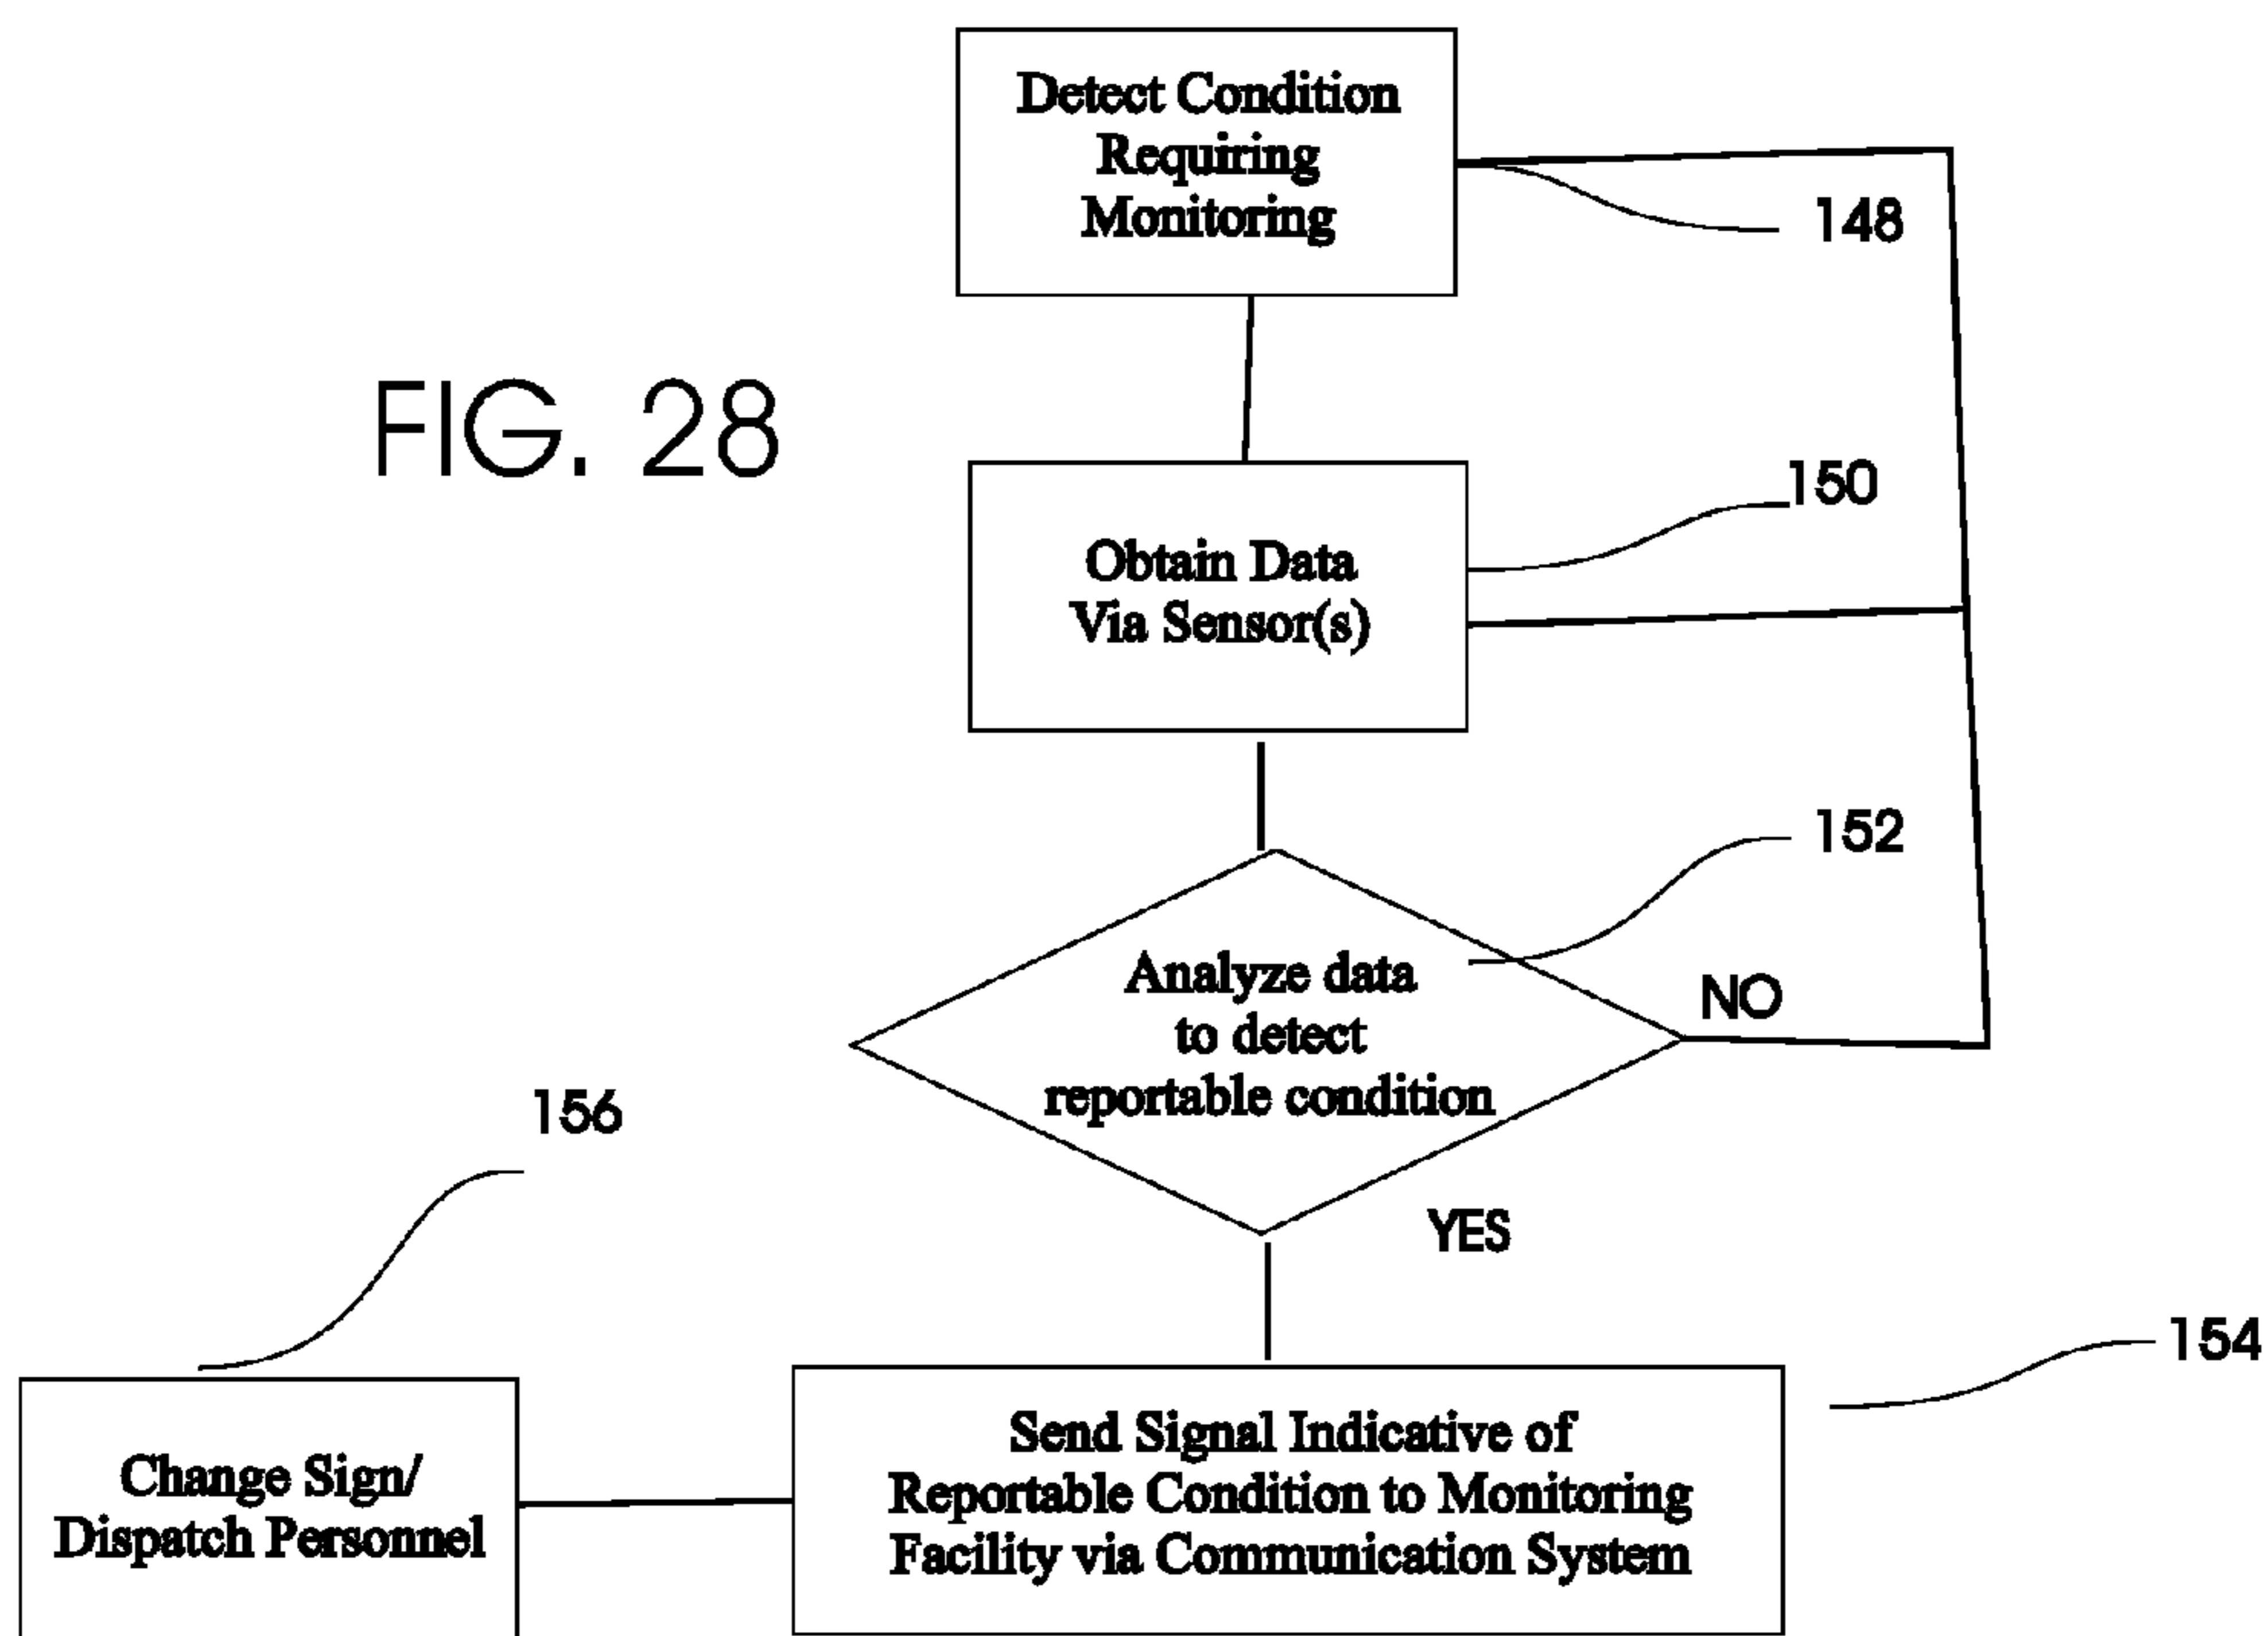 Detect Condition
Requiring
Monitoring
148
FIG. 28
150
Obtain Data
Via Sensor(s)
152
Analyze data
to detect
reportable condition
NO
YES
156
154
Change Sign/
Dispatch Personnel
Send Signal Indicative of
Reportable Condition to Monitoring
Facility via Communication System